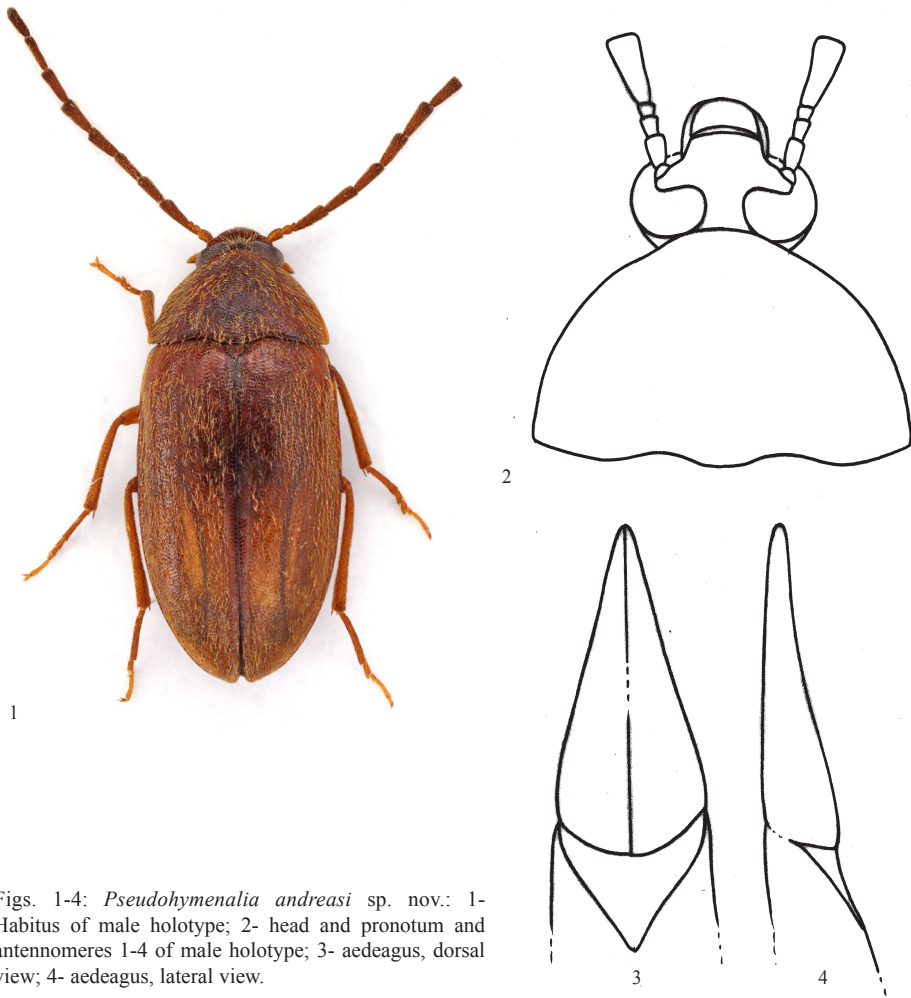 1
2
3
4
Figs. 1-4: Pseudohymenalia andreasi sp. nov.: 1-
Habitus of male holotype; 2- head and pronotum and
antennomeres 1-4 of male holotype; 3- aedeagus, dorsal
view; 4- aedeagus, lateral view.